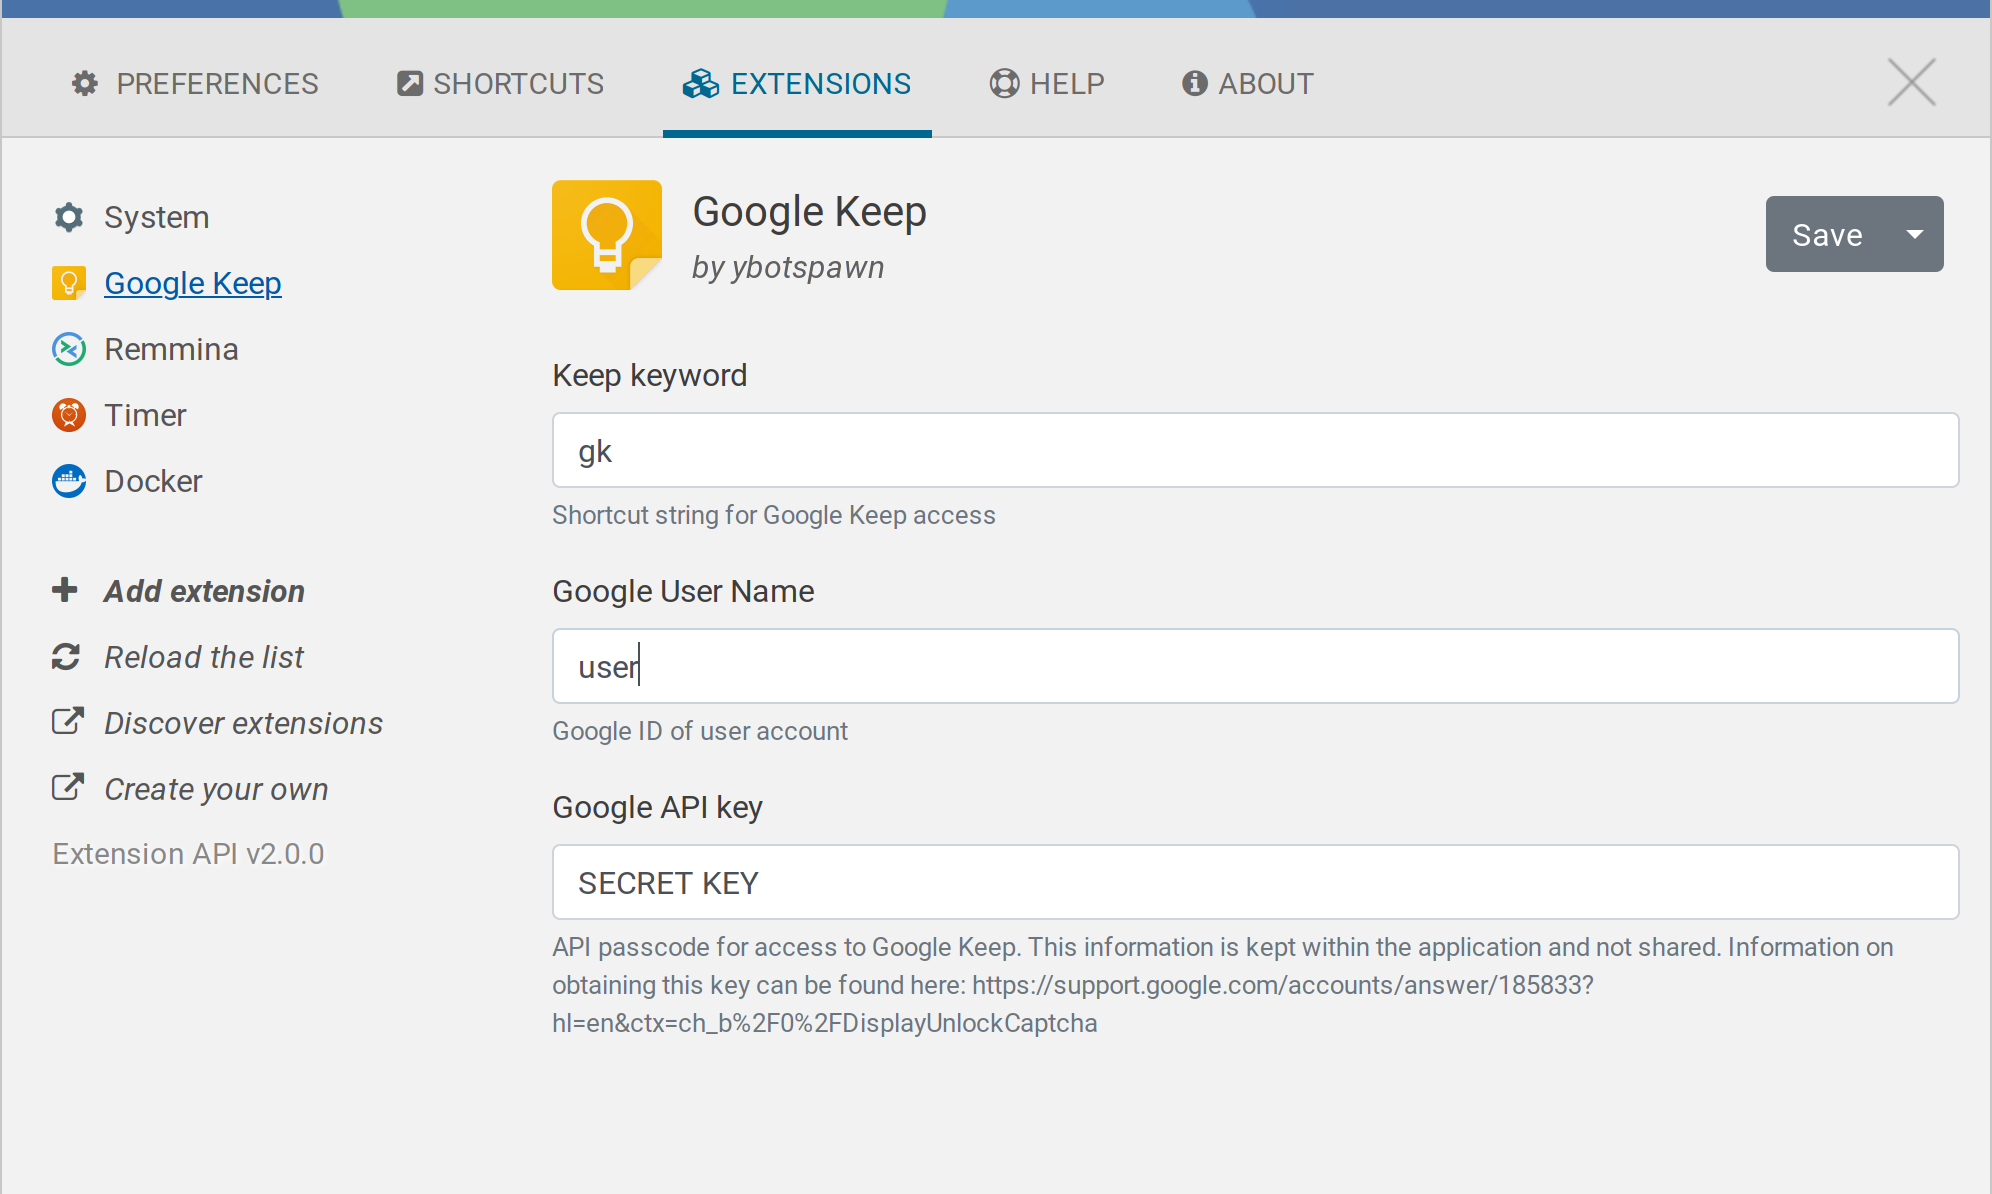 PREFERENCES
SHORTCUTS
EXTENSIONS
HELP
ABOUT
System
Google Keep
Remmina
Timer
Docker
Add extension
Reload the list
Discover extensions
Create your own
Extension API v2.0.0
Google Keep
by ybotspawn
Save
Keep keyword
gk
Shortcut string for Google Keep access
Google User Name
user
Google ID of user account
Google API key
SECRET KEY
API passcode for access to Google Keep. This information is kept within the application and not shared. Information on
obtaining this key can be found here: https://support.google.com/accounts/answer/185833?
hl=en&ctx=ch_b%2F0%2FDisplayUnlockCaptcha